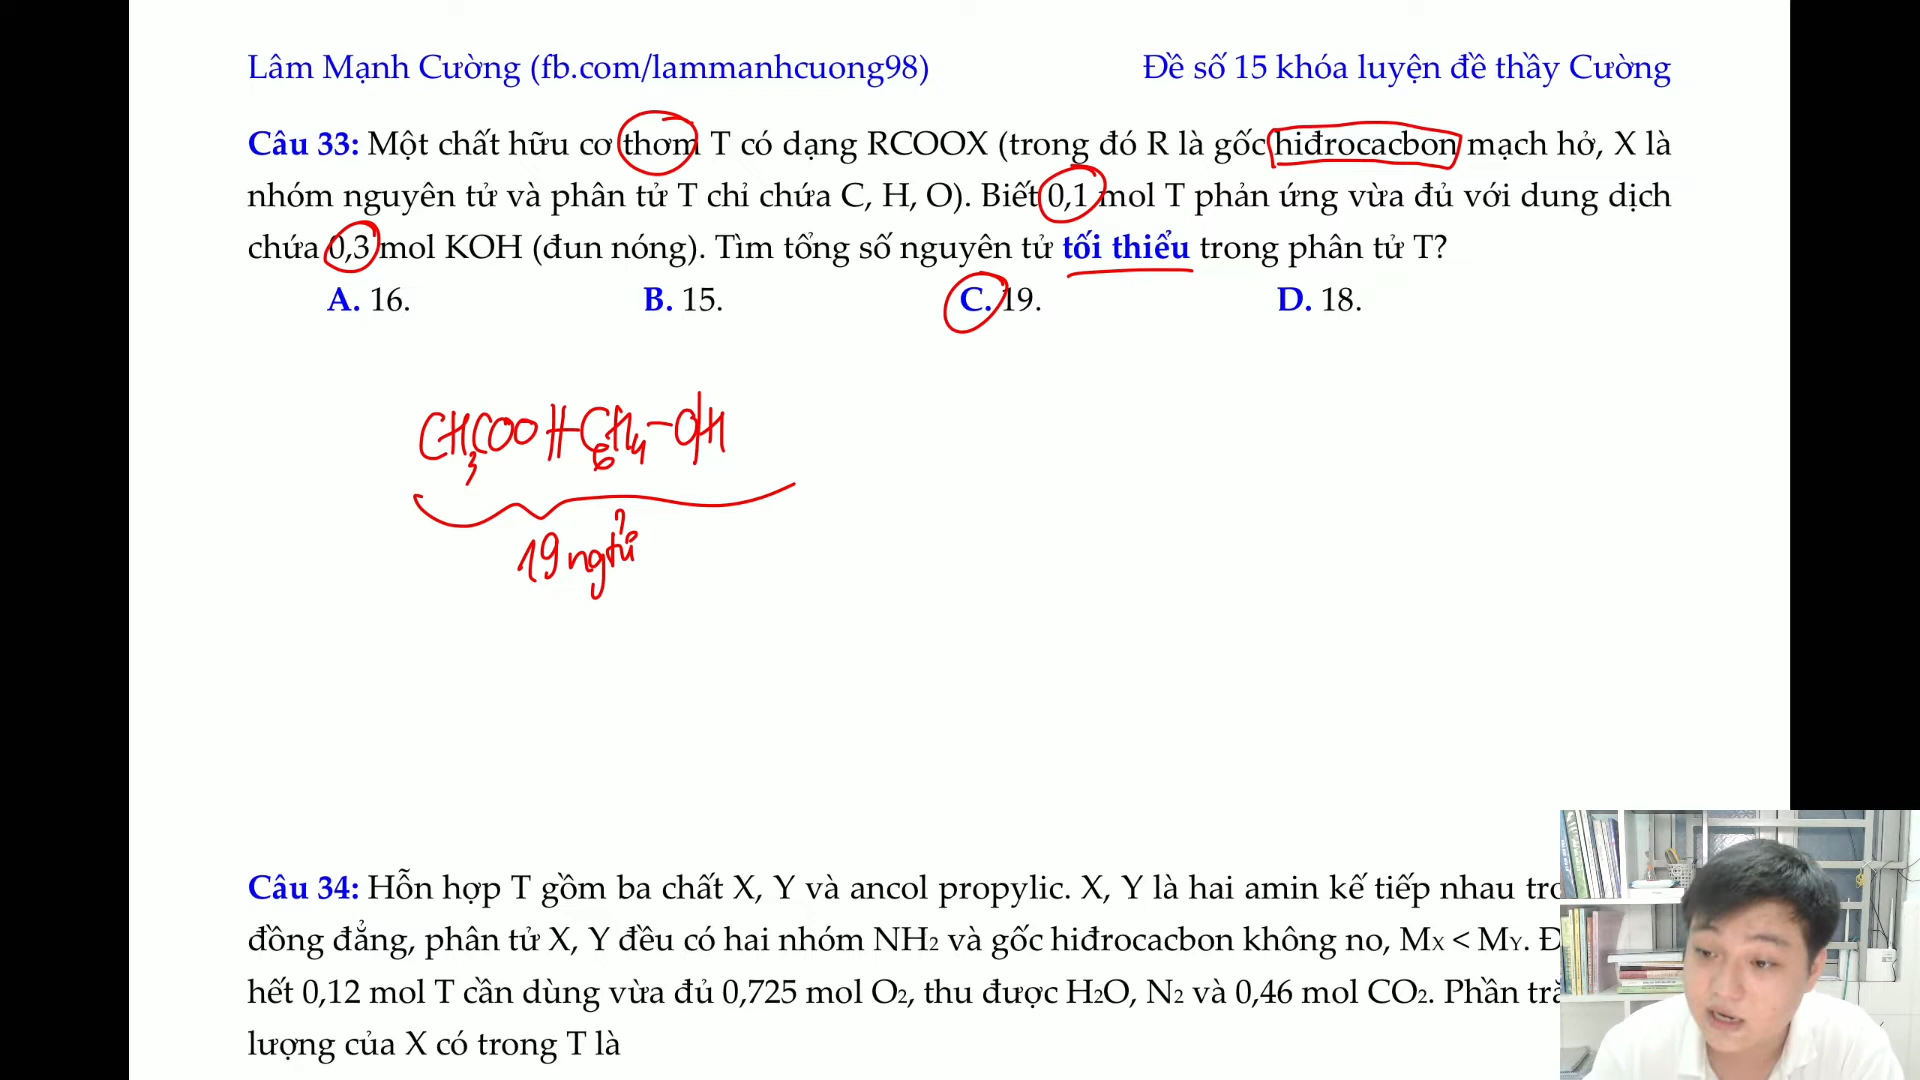 Lâm Mạnh Cường (fb.com/lammanhcuong98)
Đề số 15 khóa luyện đề thầy Cường
Câu 33: Một chất hữu cơ thơm T có dạng RCOOX (trong đó R là gốc hiđrocacbon mạch hở, X là
nhóm nguyên tử và phân tử T chỉ chứa C, H, O). Biết 0,1 mol T phản ứng vừa đủ với dung dịch
chứa 0,3 mol KOH (đun nóng). Tìm tổng số nguyên tử tối thiểu trong phân tử T?
A. 16. B. 15. C. 19. D. 18.
CH3COO C6H4-OH
19 ngtử
Câu 34: Hỗn hợp T gồm ba chất X, Y và ancol propylic. X, Y là hai amin kế tiếp nhau
đồng đẳng, phân tử X, Y đều có hai nhóm NH2 và gốc hiđrocacbon không no, MX < MY.
hết 0,12 mol T cần dùng vừa đủ 0,725 mol O2, thu được H2O, N2 và 0,46 mol CO2. Phần
lượng của X có trong T là